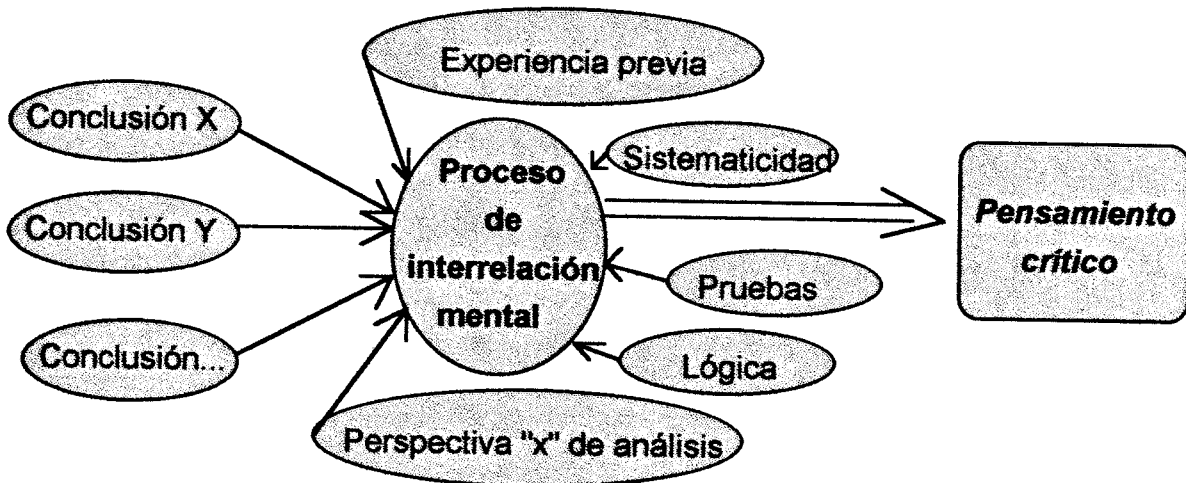 Experiencia previa
Conclusión X
Sistematicidad
Proceso
de
interrelación
mental
Conclusión Y
Pensamiento
crítico
Pruebas
Conclusión...
Lógica
Perspectiva "x" de análisis